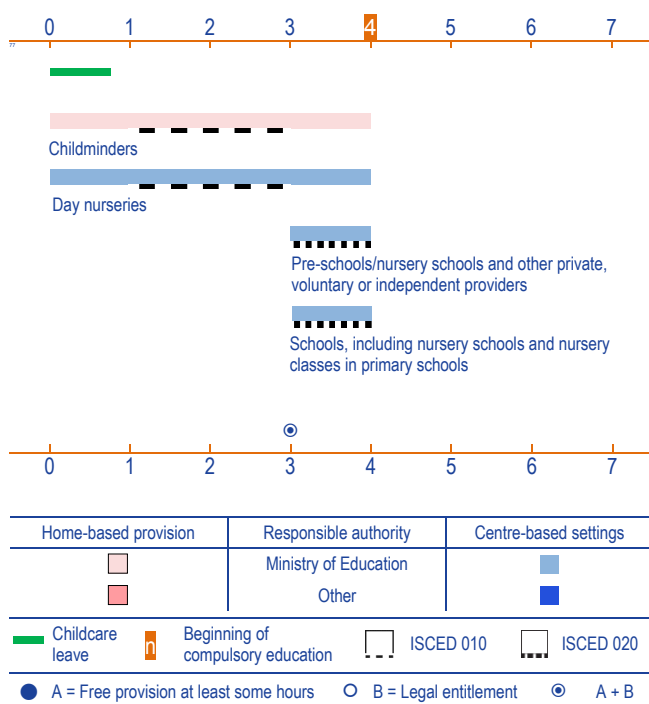 0 1 2 3 4 5 6 7
77
Childminders
Day nurseries
Pre-schools/nursery schools and other private,
voluntary or independent providers
Schools, including nursery schools and nursery
classes in primary schools
0 1 2 3 4 5 6 7
Home-based provision Responsible authority Centre-based settings
Ministry of Education
Other
Childcare
leave
n
Beginning of
compulsory education
ISCED 010
ISCED 020
A = Free provision at least some hours B = Legal entitlement A + B